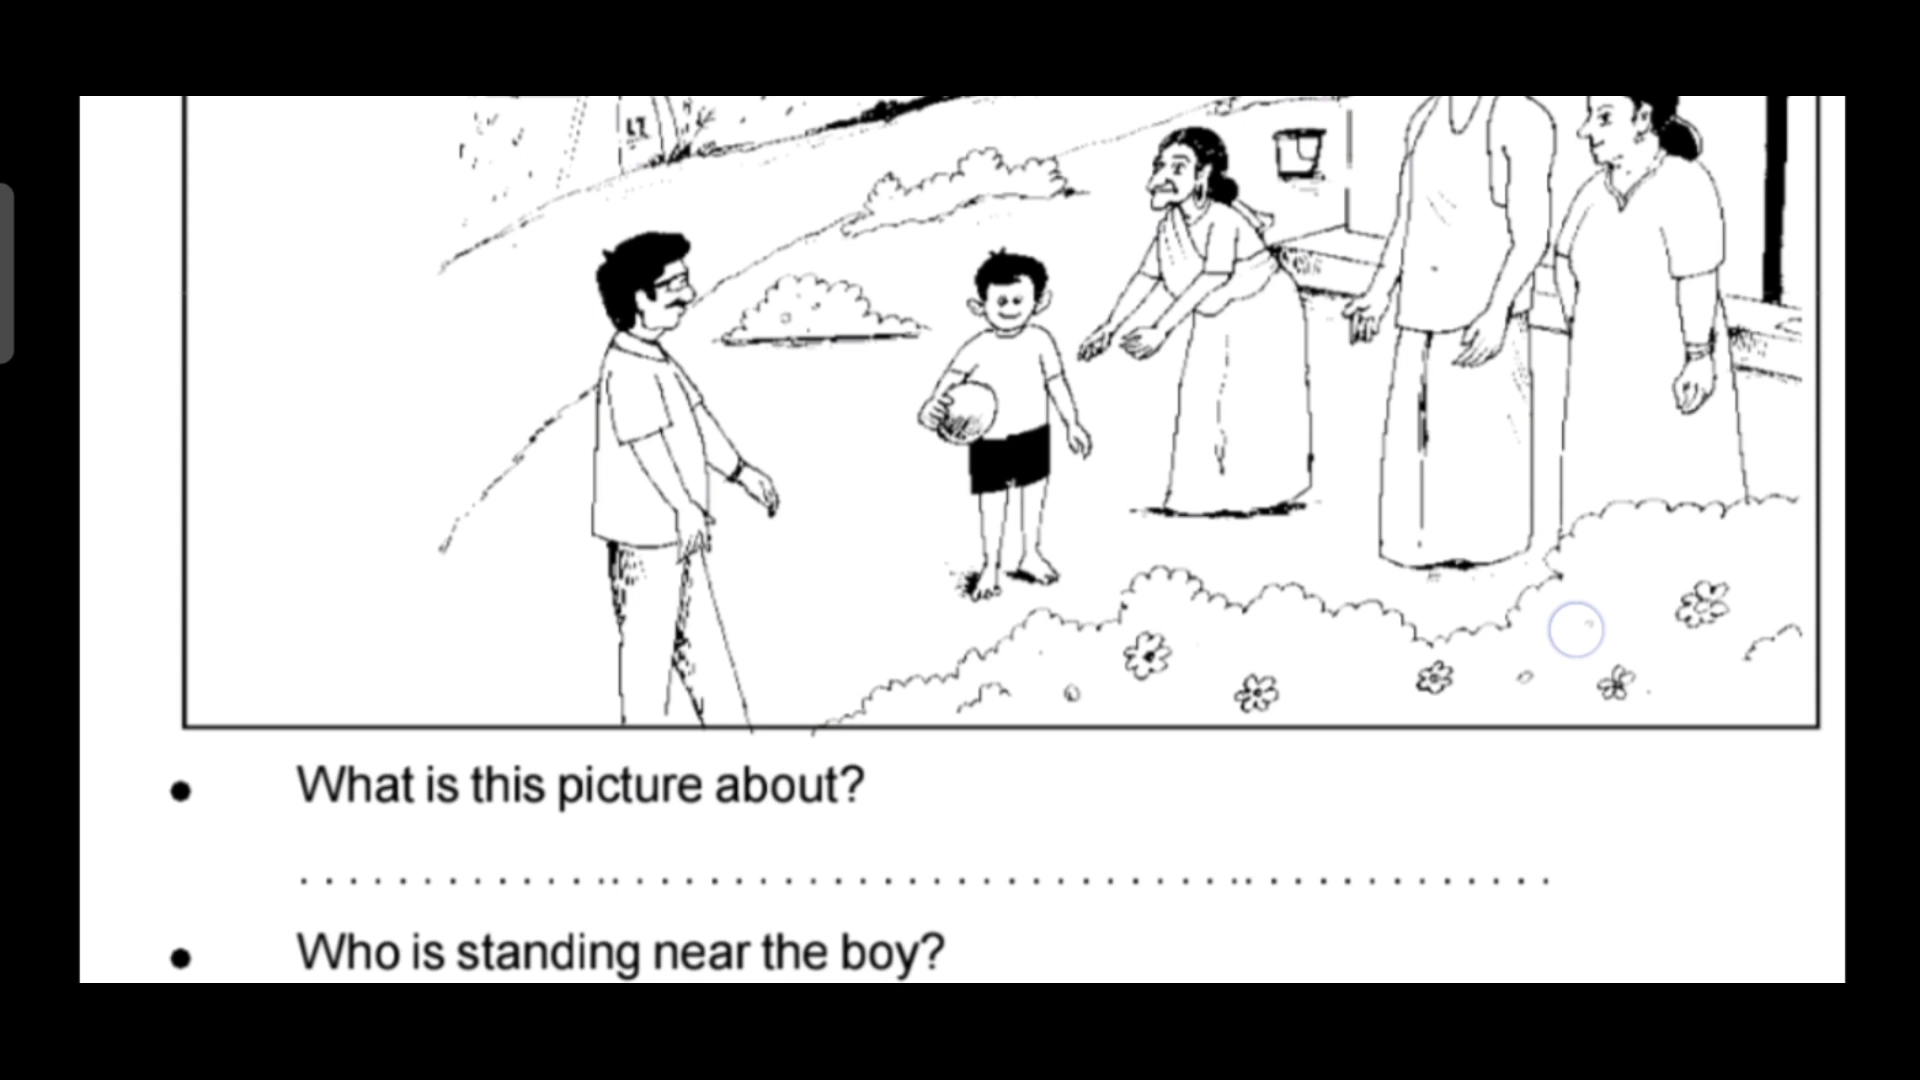 What is this picture about?
Who is standing near the boy?